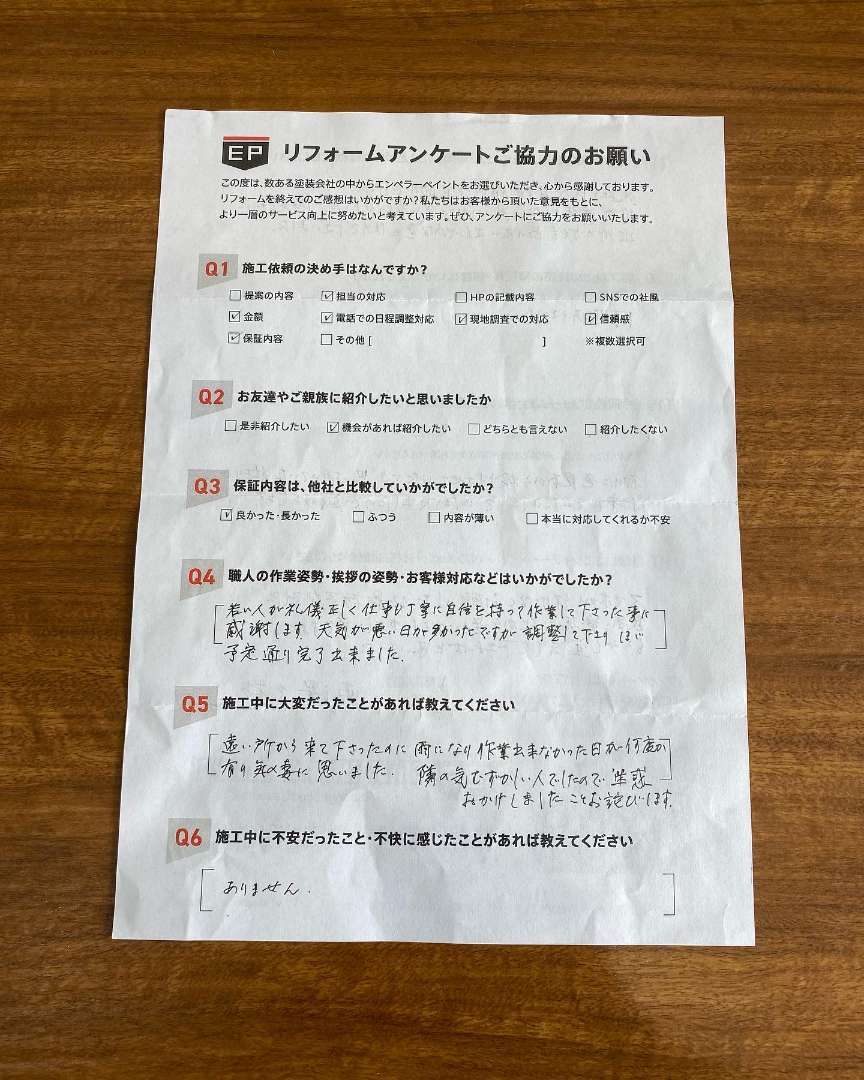 EP リフォームアンケートご協力のお願い
この度は、数ある塗装会社の中からエンペラーペイントをお選びいただき、心から感謝しております。
リフォームを終えてのご感想はいかがですか？私たちはお客様から頂いた意見をもとに、
より一層のサービス向上に努めたいと考えています。ぜひ、アンケートにご協力をお願いいたします。
Q1 施工依頼の決め手はなんですか？
☐提案の内容 ☑担当の対応 ☐HPの記載内容 ☐SNSでの社風
☑金額 ☑電話での日程調整対応 ☑現地調査での対応 ☑信頼感
☑保証内容 ☐その他 [ ] ※複数選択可
Q2 お友達やご親族に紹介したいと思いましたか
☐是非紹介したい ☑機会があれば紹介したい ☐どちらとも言えない ☐紹介したくない
Q3 保証内容は、他社と比較していかがでしたか？
☑良かった・長かった ☐ふつう ☐内容が薄い ☐本当に対応してくれるか不安
Q4 職人の作業姿勢・挨拶の姿勢・お客様対応などはいかがでしたか？
若い人が礼儀正しく仕事も丁寧に自信を持って作業して下さった事に
感謝します 天気が悪い日が多かったですが調整して下さり ほぼ
予定通り完了出来ました.
Q5 施工中に大変だったことがあれば教えてください
遠い所から来て下さったのに雨になり作業出来なかった日が何度か
有り気の毒に思いました. 隣の気むずかしい人でしたので迷惑
おかけしましたことお詫びします.
Q6 施工中に不安だったこと・不快に感じたことがあれば教えてください
ありません.